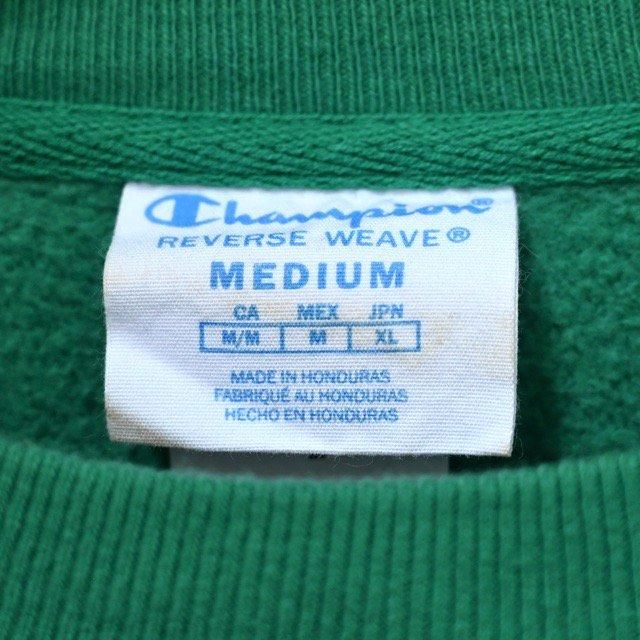 Champion
REVERSE WEAVE®
MEDIUM
CA MEX JPN
M/M M XL
MADE IN HONDURAS
FABRIQUÉ AU HONDURAS
HECHO EN HONDURAS